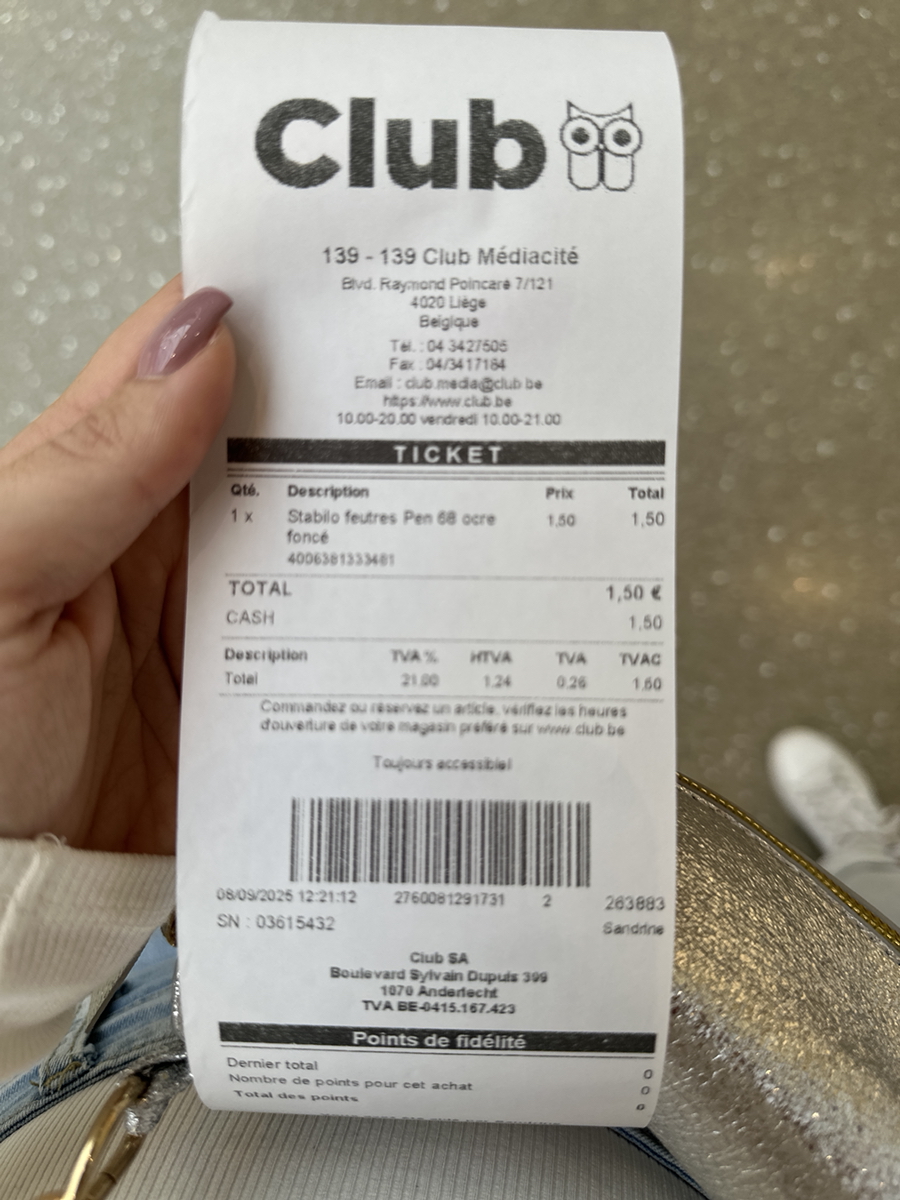 Club
139 - 139 Club Médiacité
Blvd. Raymond Poincaré 7/121
4020 Liège
Belgique
Tél. : 04 3427505
Fax : 04/3417184
Email : club.media@club.be
https://www.club.be
10.00-20.00 vendredi 10.00-21.00
TICKET
Qté. Description Prix Total
1 x Stabilo feutres Pen 68 ocre 1,50 1,50
foncé
4006381333481
TOTAL 1,50 €
CASH 1,50
Description TVA % HTVA TVA TVAC
Total 21.00 1.24 0.26 1.50
Commandez ou réservez un article, vérifiez les heures
d'ouverture de votre magasin préféré sur www.club.be
Toujours accessible!
08/09/2025 12:21:12 2760081291731 2 263883
SN : 03615432 Sandrine
Club SA
Boulevard Sylvain Dupuis 399
1070 Anderlecht
TVA BE-0415.167.423
Points de fidélité
Dernier total 0
Nombre de points pour cet achat 0
Total des points 0